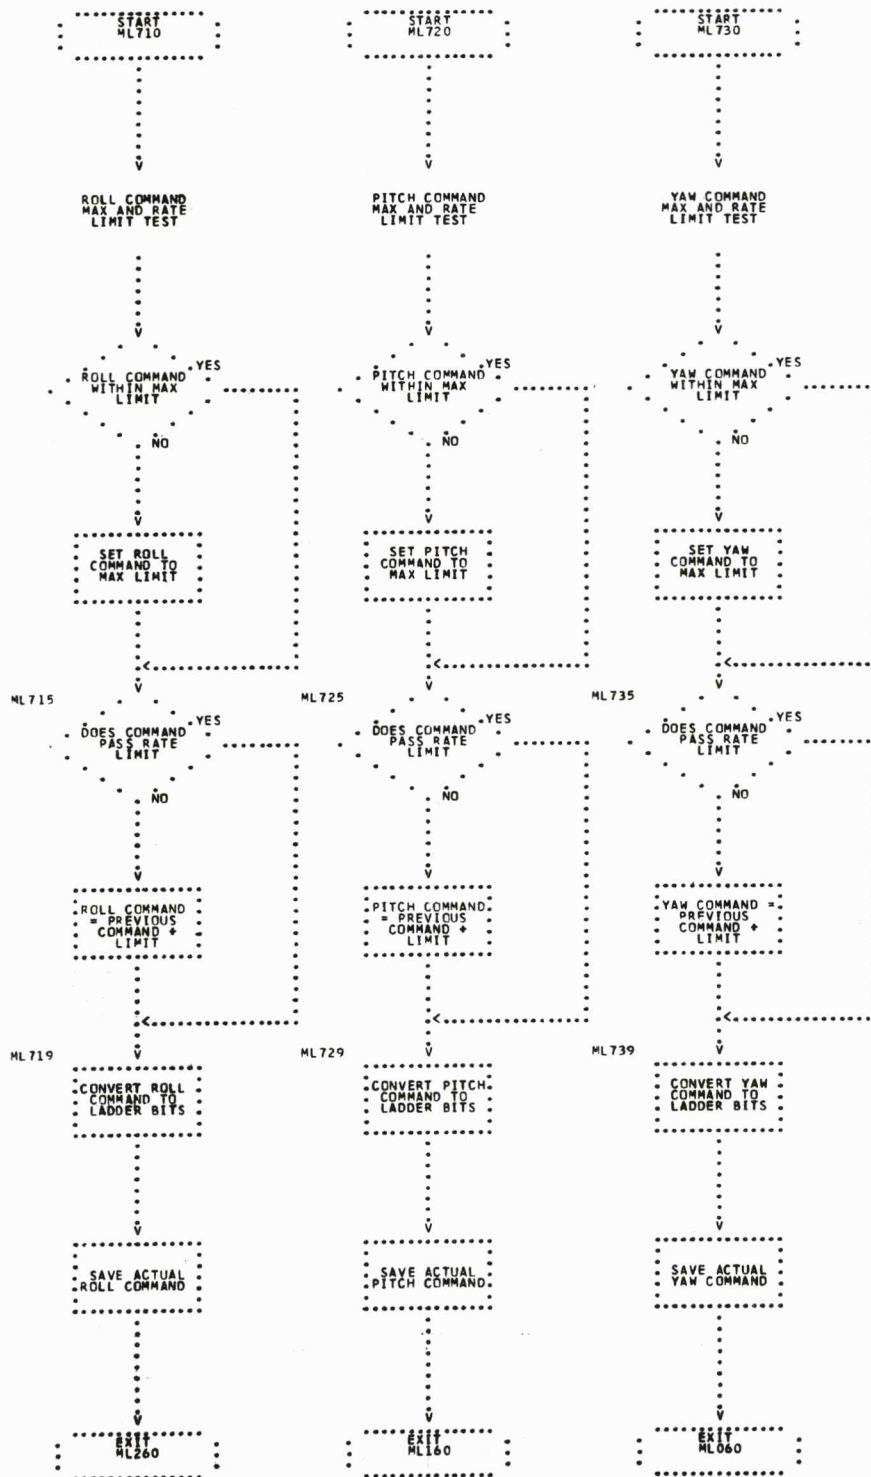 START
ML710
ROLL COMMAND
MAX AND RATE
LIMIT TEST
ROLL COMMAND
WITHIN MAX
LIMIT
YES
NO
SET ROLL
COMMAND TO
MAX LIMIT
ML715
DOES COMMAND
PASS RATE
LIMIT
YES
NO
ROLL COMMAND
= PREVIOUS
COMMAND +
LIMIT
ML719
CONVERT ROLL
COMMAND TO
LADDER BITS
SAVE ACTUAL
ROLL COMMAND
EXIT
ML260
START
ML720
PITCH COMMAND
MAX AND RATE
LIMIT TEST
PITCH COMMAND
WITHIN MAX
LIMIT
YES
NO
SET PITCH
COMMAND TO
MAX LIMIT
ML725
DOES COMMAND
PASS RATE
LIMIT
YES
NO
PITCH COMMAND
= PREVIOUS
COMMAND +
LIMIT
ML729
CONVERT PITCH
COMMAND TO
LADDER BITS
SAVE ACTUAL
PITCH COMMAND
EXIT
ML160
START
ML730
YAW COMMAND
MAX AND RATE
LIMIT TEST
YAW COMMAND
WITHIN MAX
LIMIT
YES
NO
SET YAW
COMMAND TO
MAX LIMIT
ML735
DOES COMMAND
PASS RATE
LIMIT
YES
NO
YAW COMMAND =
PREVIOUS
COMMAND +
LIMIT
ML739
CONVERT YAW
COMMAND TO
LADDER BITS
SAVE ACTUAL
YAW COMMAND
EXIT
ML060